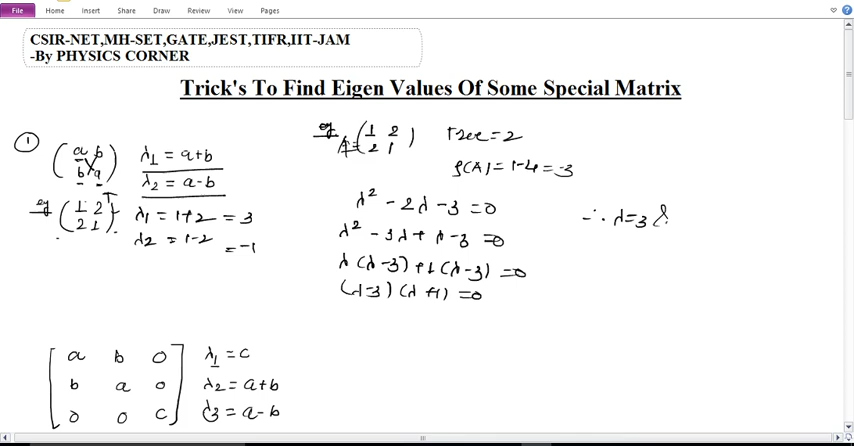 File Home Insert Draw Review View Pages
CSIR-NET,MH-SET,GATE,JEST,TIFR,IIT-JAM
-By PHYSICS CORNER
Trick's To Find Eigen Values Of Some Special Matrix
①
a b
b a
λ1 = a+b
λ2 = a-b
eg
1 2
2 1
λ1 = 1+2 = 3
λ2 = 1-2
= -1
eg
A =
1 2
2 1
= 2
(A) = 1-4 = -3
λ² - 2λ - 3 = 0
λ² - 3λ + λ - 3 = 0
λ(λ-3) + 1(λ-3) = 0
(λ-3)(λ+1) = 0
∴ λ=3 &
a b 0
b a 0
0 0 c
λ1 = c
λ2 = a+b
λ3 = a-b